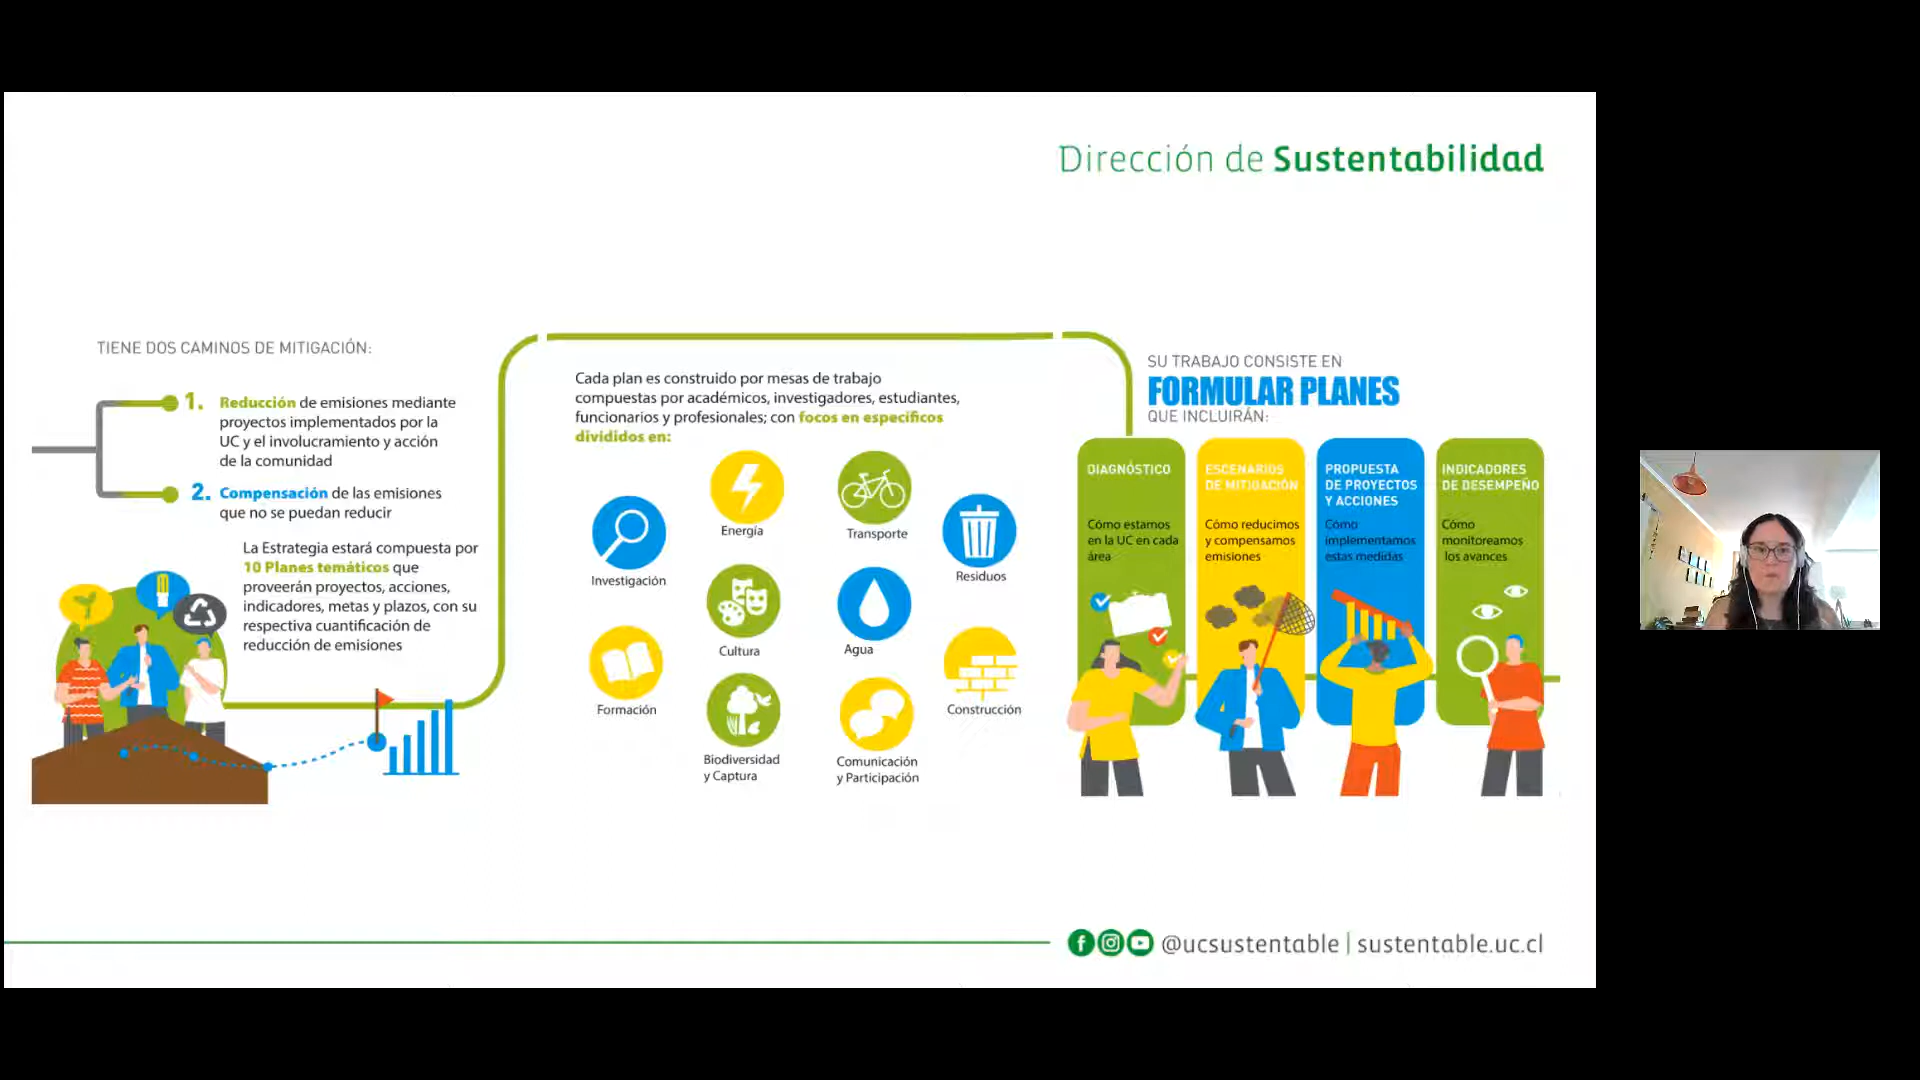 Dirección de Sustentabilidad
TIENE DOS CAMINOS DE MITIGACIÓN:
1. Reducción de emisiones mediante
proyectos implementados por la
UC y el involucramiento y acción
de la comunidad
2. Compensación de las emisiones
que no se puedan reducir
La Estrategia estará compuesta por
10 Planes temáticos que
proveerán proyectos, acciones,
indicadores, metas y plazos, con su
respectiva cuantificación de
reducción de emisiones
Cada plan es construido por mesas de trabajo
compuestas por académicos, investigadores, estudiantes,
funcionarios y profesionales; con focos en específicos
divididos en:
Energía
Transporte
Investigación
Residuos
Cultura
Agua
Formación
Construcción
Biodiversidad
y Captura
Comunicación
y Participación
SU TRABAJO CONSISTE EN
FORMULAR PLANES
QUE INCLUIRÁN:
DIAGNÓSTICO
Cómo estamos
en la UC en cada
área
ESCENARIOS
DE MITIGACIÓN
Cómo reducimos
y compensamos
emisiones
PROPUESTA
DE PROYECTOS
Y ACCIONES
Cómo
implementamos
estas medidas
INDICADORES
DE DESEMPEÑO
Cómo
monitoreamos
los avances
@ucsustentable | sustentable.uc.cl